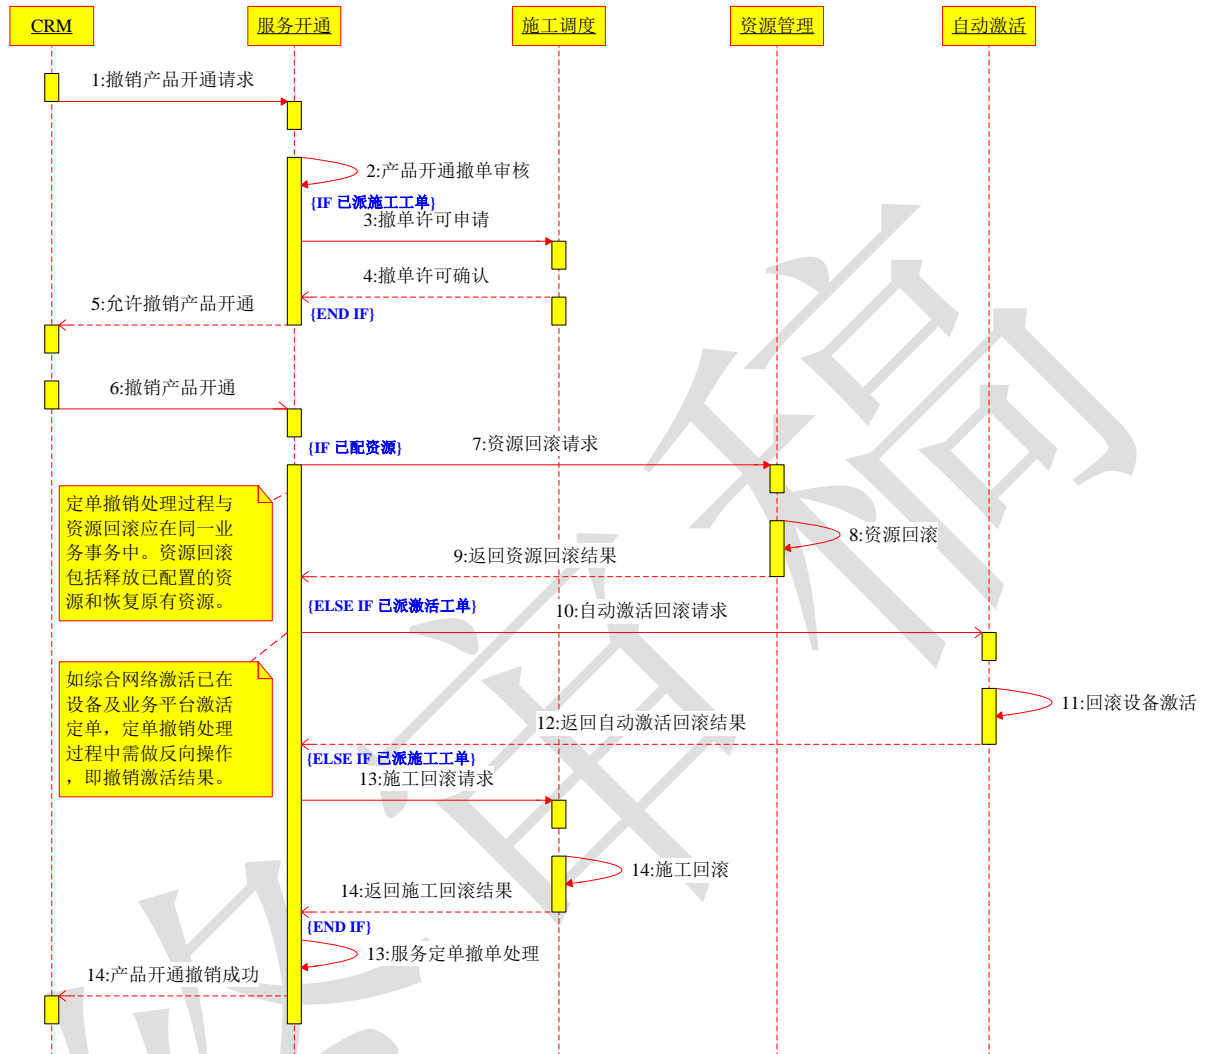 CRM
服务开通
施工调度
资源管理
自动激活
1:撤销产品开通请求
2:产品开通撤单审核
{IF 已派施工工单}
3:撤单许可申请
4:撤单许可确认
5:允许撤销产品开通
{END IF}
6:撤销产品开通
{IF 已配资源}
7:资源回滚请求
定单撤销处理过程与
资源回滚应在同一业
务事务中。资源回滚
包括释放已配置的资
源和恢复原有资源。
8:资源回滚
9:返回资源回滚结果
{ELSE IF 已派激活工单}
10:自动激活回滚请求
如综合网络激活已在
设备及业务平台激活
定单，定单撤销处理
过程中需做反向操作
，即撤销激活结果。
11:回滚设备激活
12:返回自动激活回滚结果
{ELSE IF 已派施工工单}
13:施工回滚请求
14:施工回滚
14:返回施工回滚结果
{END IF}
13:服务定单撤单处理
14:产品开通撤销成功
审稿